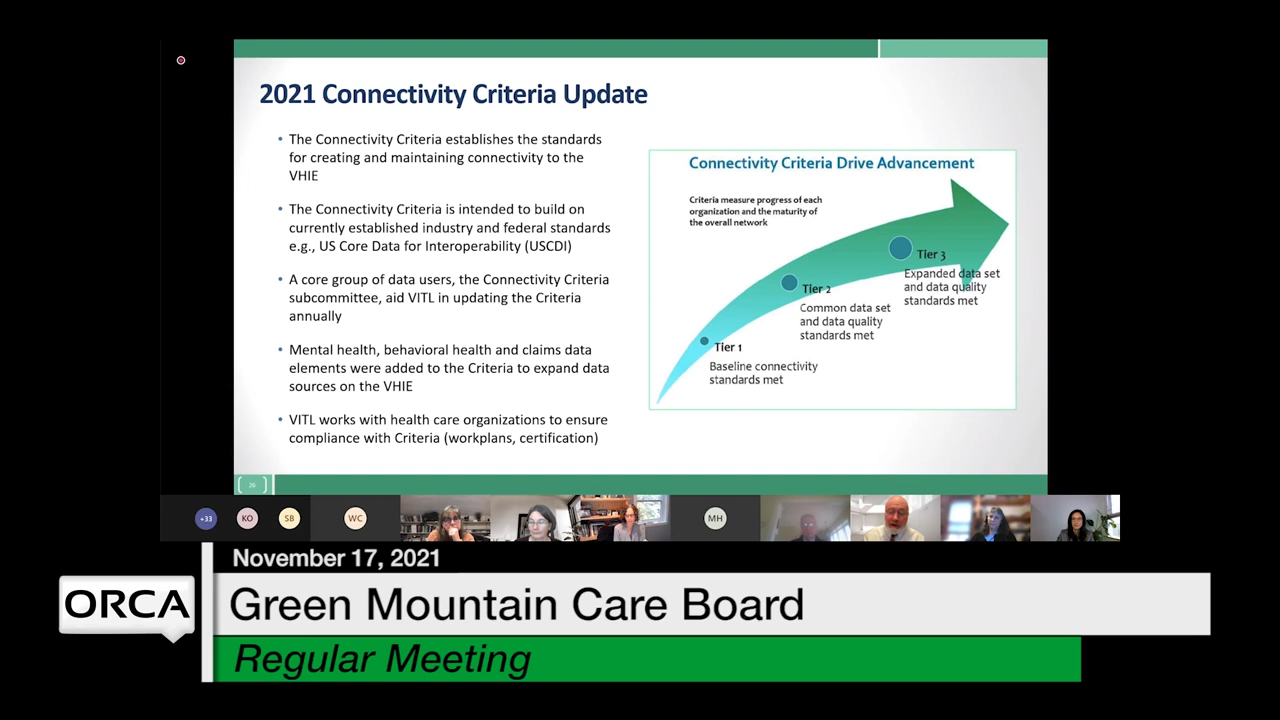 2021 Connectivity Criteria Update
• The Connectivity Criteria establishes the standards
for creating and maintaining connectivity to the
VHIE
• The Connectivity Criteria is intended to build on
currently established industry and federal standards
e.g., US Core Data for Interoperability (USCDI)
• A core group of data users, the Connectivity Criteria
subcommittee, aid VITL in updating the Criteria
annually
• Mental health, behavioral health and claims data
elements were added to the Criteria to expand data
sources on the VHIE
• VITL works with health care organizations to ensure
compliance with Criteria (workplans, certification)
Connectivity Criteria Drive Advancement
Criteria measure progress of each
organization and the maturity of
the overall network
Tier 3
Expanded data set
and data quality
standards met
Tier 2
Common data set
and data quality
standards met
Tier 1
Baseline connectivity
standards met
26
+33
KO
SB
WC
MH
November 17, 2021
ORCA
Green Mountain Care Board
Regular Meeting